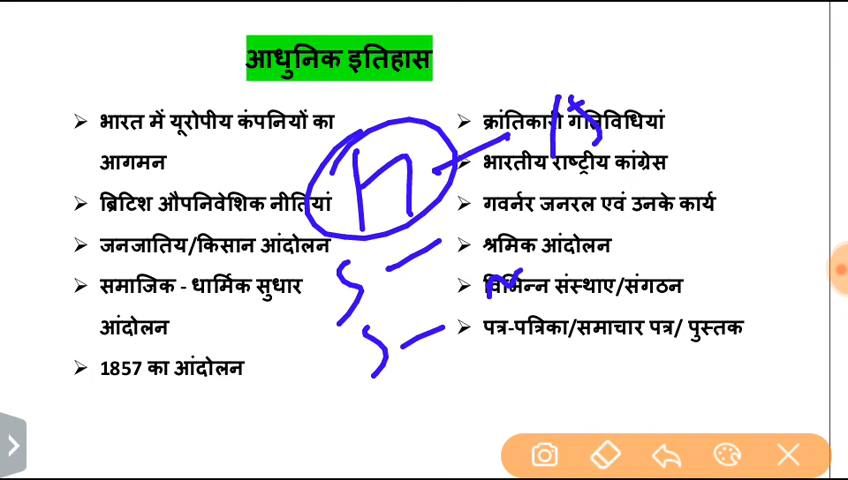 आधुनिक इतिहास
भारत में यूरोपीय कंपनियों का
आगमन
ब्रिटिश औपनिवेशिक नीतियां
जनजातिय/किसान आंदोलन
समाजिक - धार्मिक सुधार
आंदोलन
1857 का आंदोलन
क्रांतिकारी गतिविधियां
भारतीय राष्ट्रीय कांग्रेस
गवर्नर जनरल एवं उनके कार्य
श्रमिक आंदोलन
विभिन्न संस्थाए/संगठन
पत्र-पत्रिका/समाचार पत्र/ पुस्तक